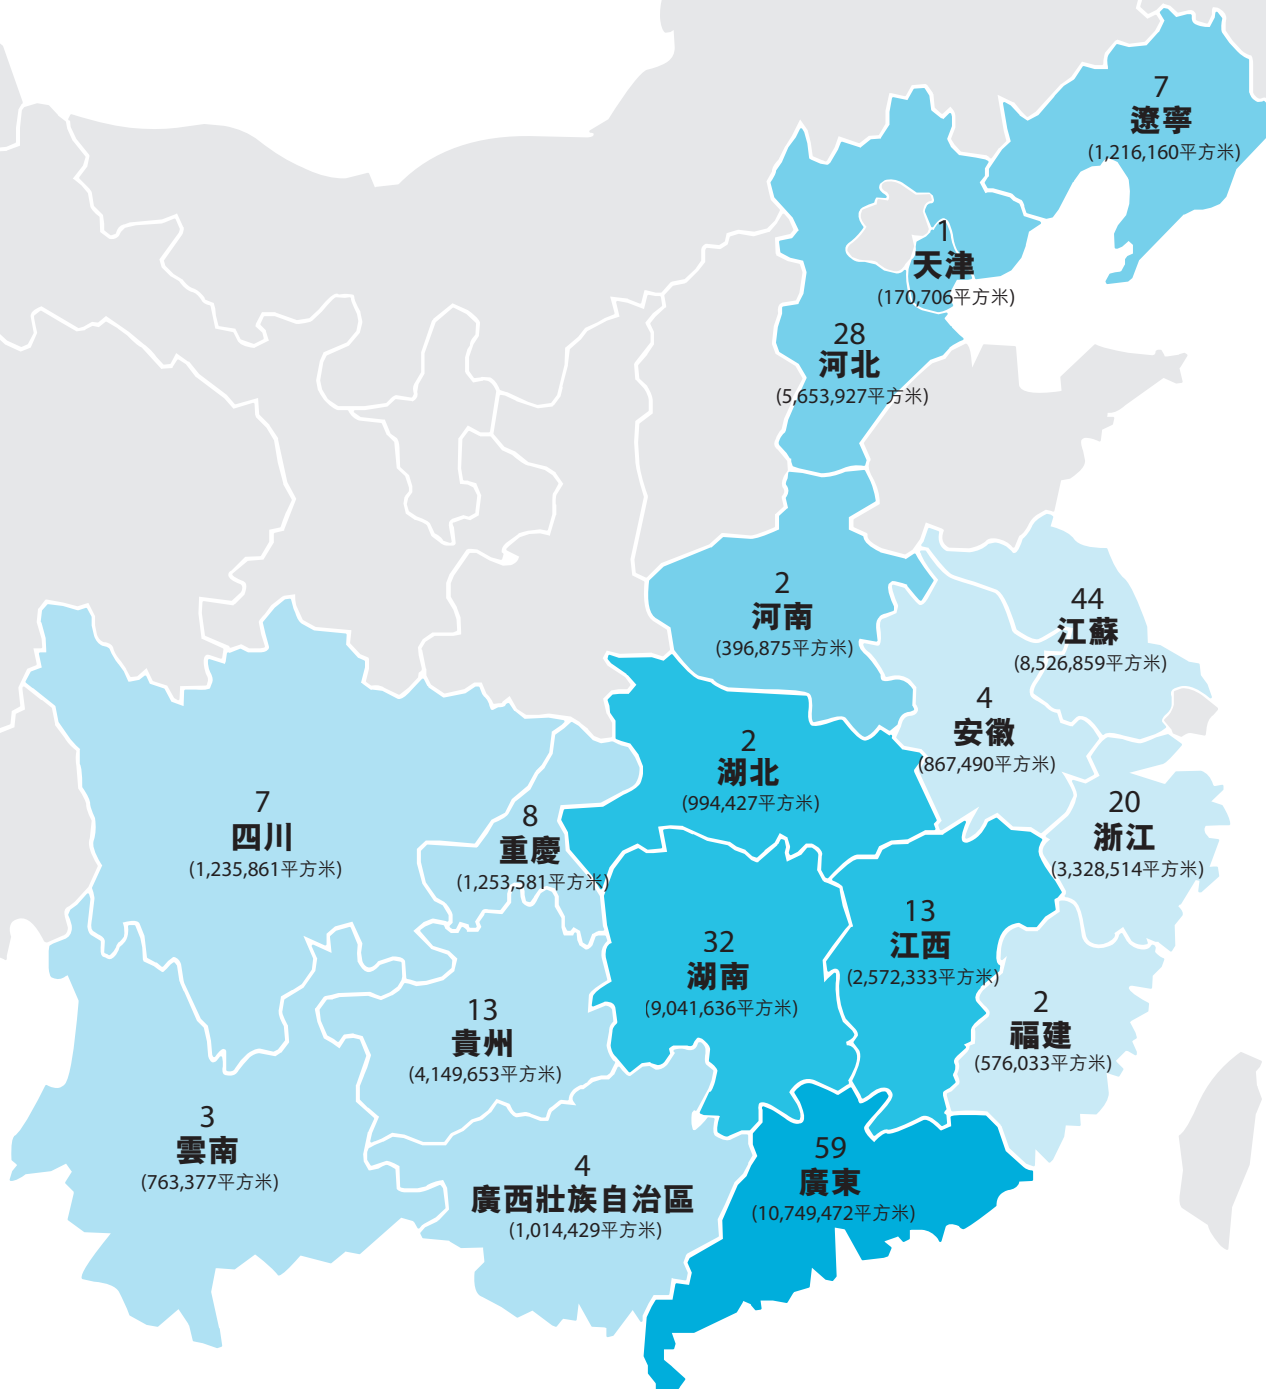 7
遼寧
(1,216,160平方米)
1
天津
(170,706平方米)
28
河北
(5,653,927平方米)
2
河南
(396,875平方米)
44
江蘇
(8,526,859平方米)
4
安徽
(867,490平方米)
2
湖北
(994,427平方米)
7
四川
(1,235,861平方米)
8
重慶
(1,253,581平方米)
20
浙江
(3,328,514平方米)
13
江西
(2,572,333平方米)
32
湖南
(9,041,636平方米)
13
貴州
(4,149,653平方米)
2
福建
(576,033平方米)
3
雲南
(763,377平方米)
4
廣西壯族自治區
(1,014,429平方米)
59
廣東
(10,749,472平方米)